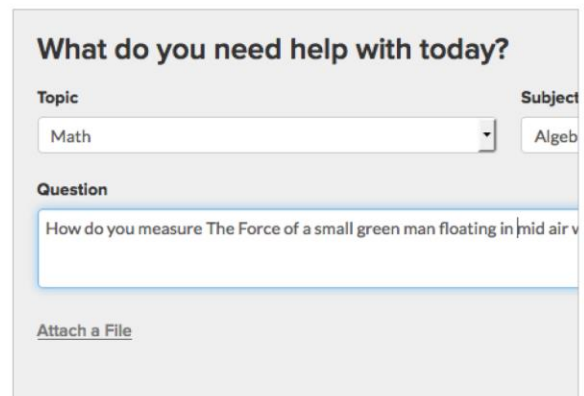 What do you need help with today?
Topic Subject
Math Algeb
Question
How do you measure The Force of a small green man floating in mid air
Attach a File